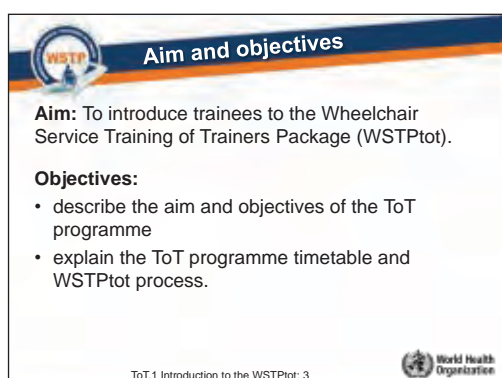 WSTP
Aim and objectives
Aim: To introduce trainees to the Wheelchair
Service Training of Trainers Package (WSTPtot).
Objectives:
• describe the aim and objectives of the ToT
programme
• explain the ToT programme timetable and
WSTPtot process.
ToT.1 Introduction to the WSTPtot: 3
World Health
Organization